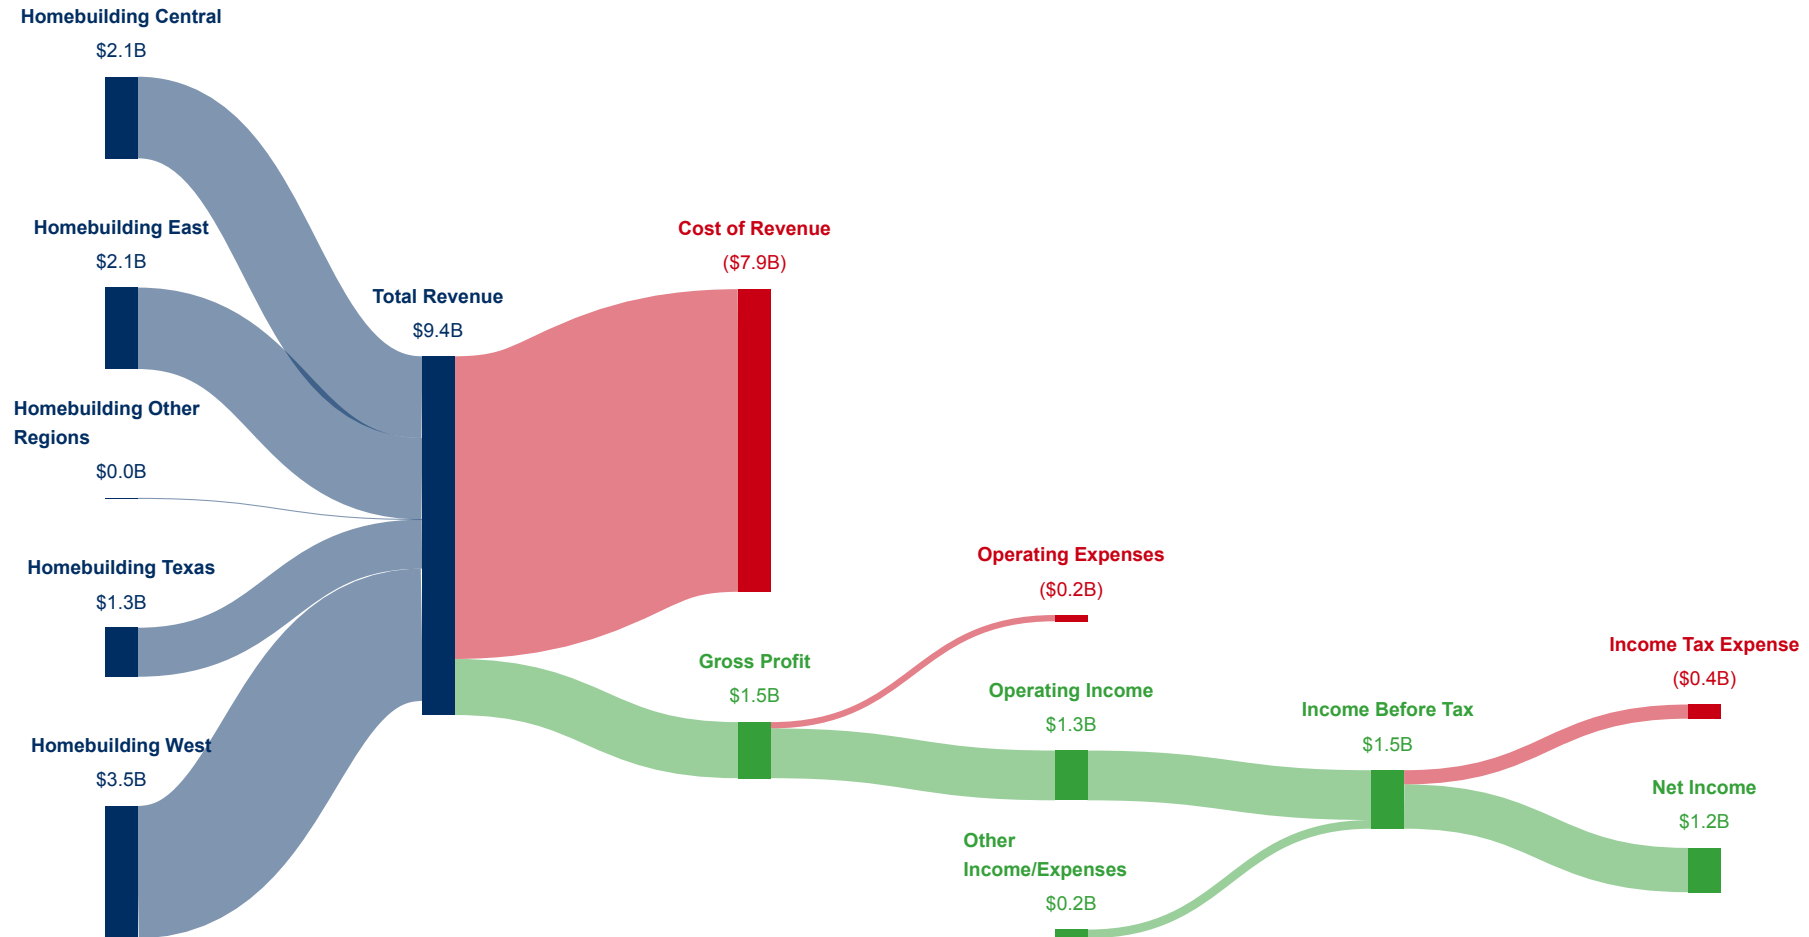 Homebuilding Central
$2.1B
Homebuilding East
$2.1B
Homebuilding Other
Regions
$0.0B
Homebuilding Texas
$1.3B
Homebuilding West
$3.5B
Total Revenue
$9.4B
Cost of Revenue
($7.9B)
Gross Profit
$1.5B
Operating Expenses
($0.2B)
Operating Income
$1.3B
Other
Income/Expenses
$0.2B
Income Before Tax
$1.5B
Income Tax Expense
($0.4B)
Net Income
$1.2B